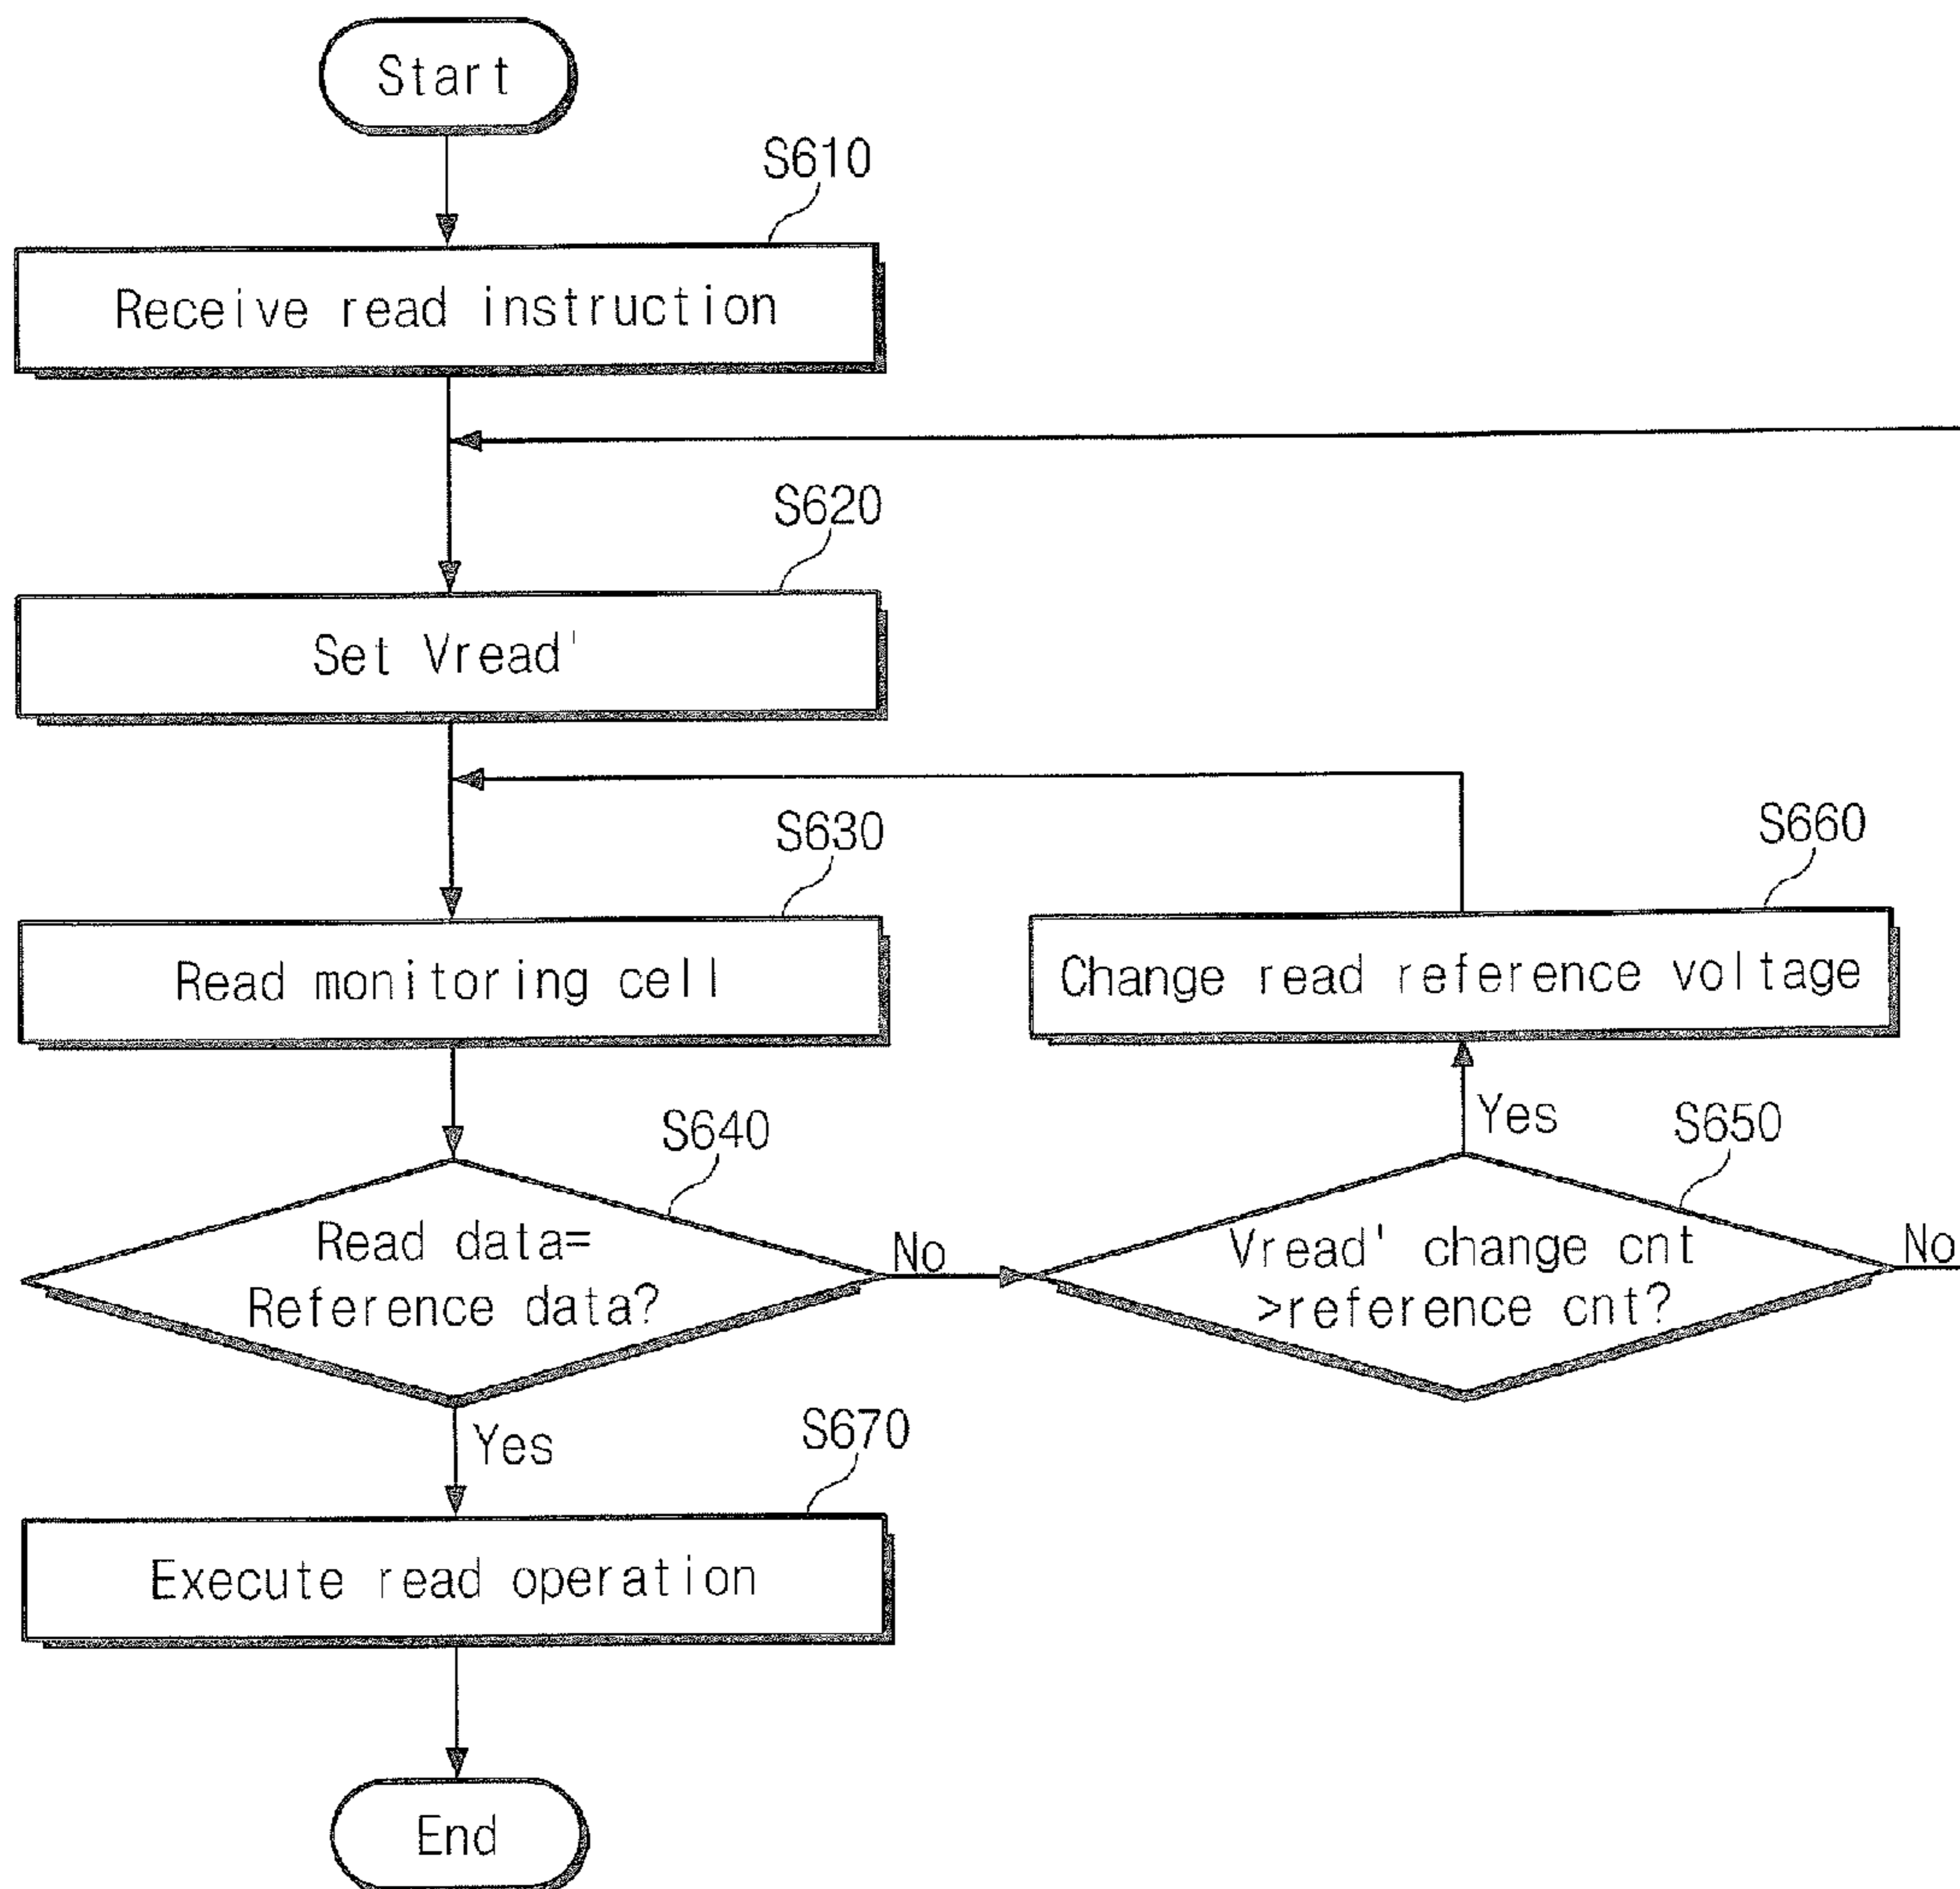 Start
S610
Receive read instruction
S620
Set Vread'
S630
Read monitoring cell
S660
Change read reference voltage
S640
Read data=
Reference data?
No
Yes
S650
Vread' change cnt
>reference cnt?
No
Yes
S670
Execute read operation
End